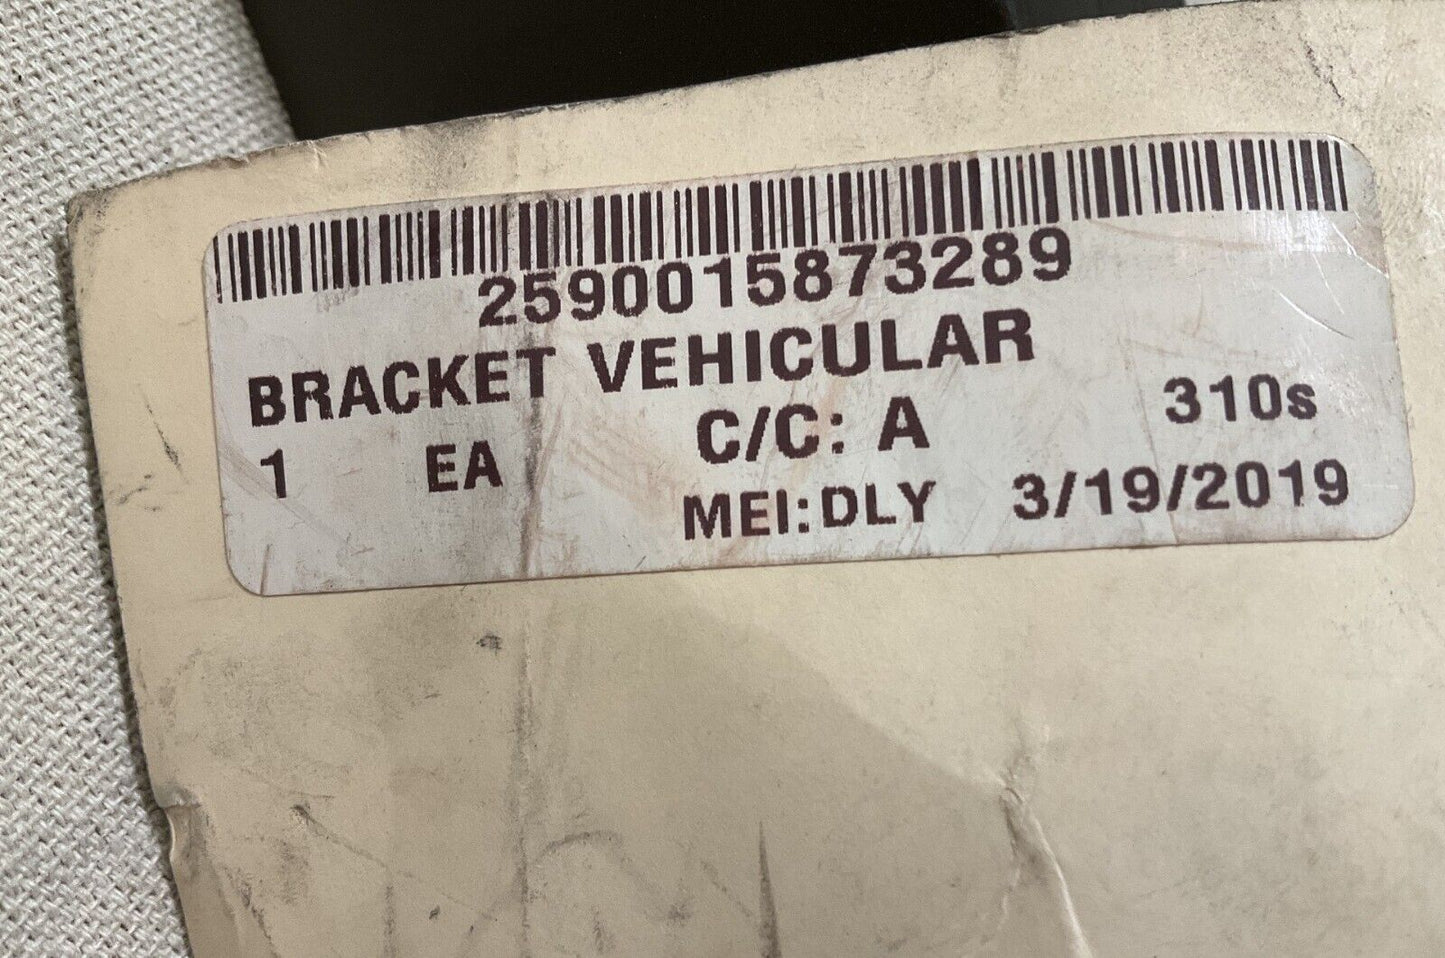 2590015873289
BRACKET VEHICULAR
1 EA C/C: A 310s
MEI:DLY 3/19/2019